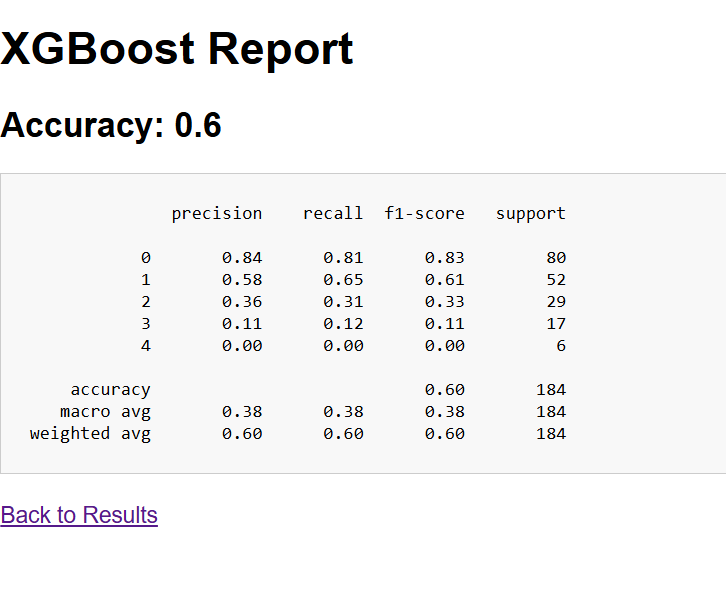 XGBoost Report
Accuracy: 0.6
precision recall f1-score support
0 0.84 0.81 0.83 80
1 0.58 0.65 0.61 52
2 0.36 0.31 0.33 29
3 0.11 0.12 0.11 17
4 0.00 0.00 0.00 6
accuracy 0.60 184
macro avg 0.38 0.38 0.38 184
weighted avg 0.60 0.60 0.60 184
Back to Results